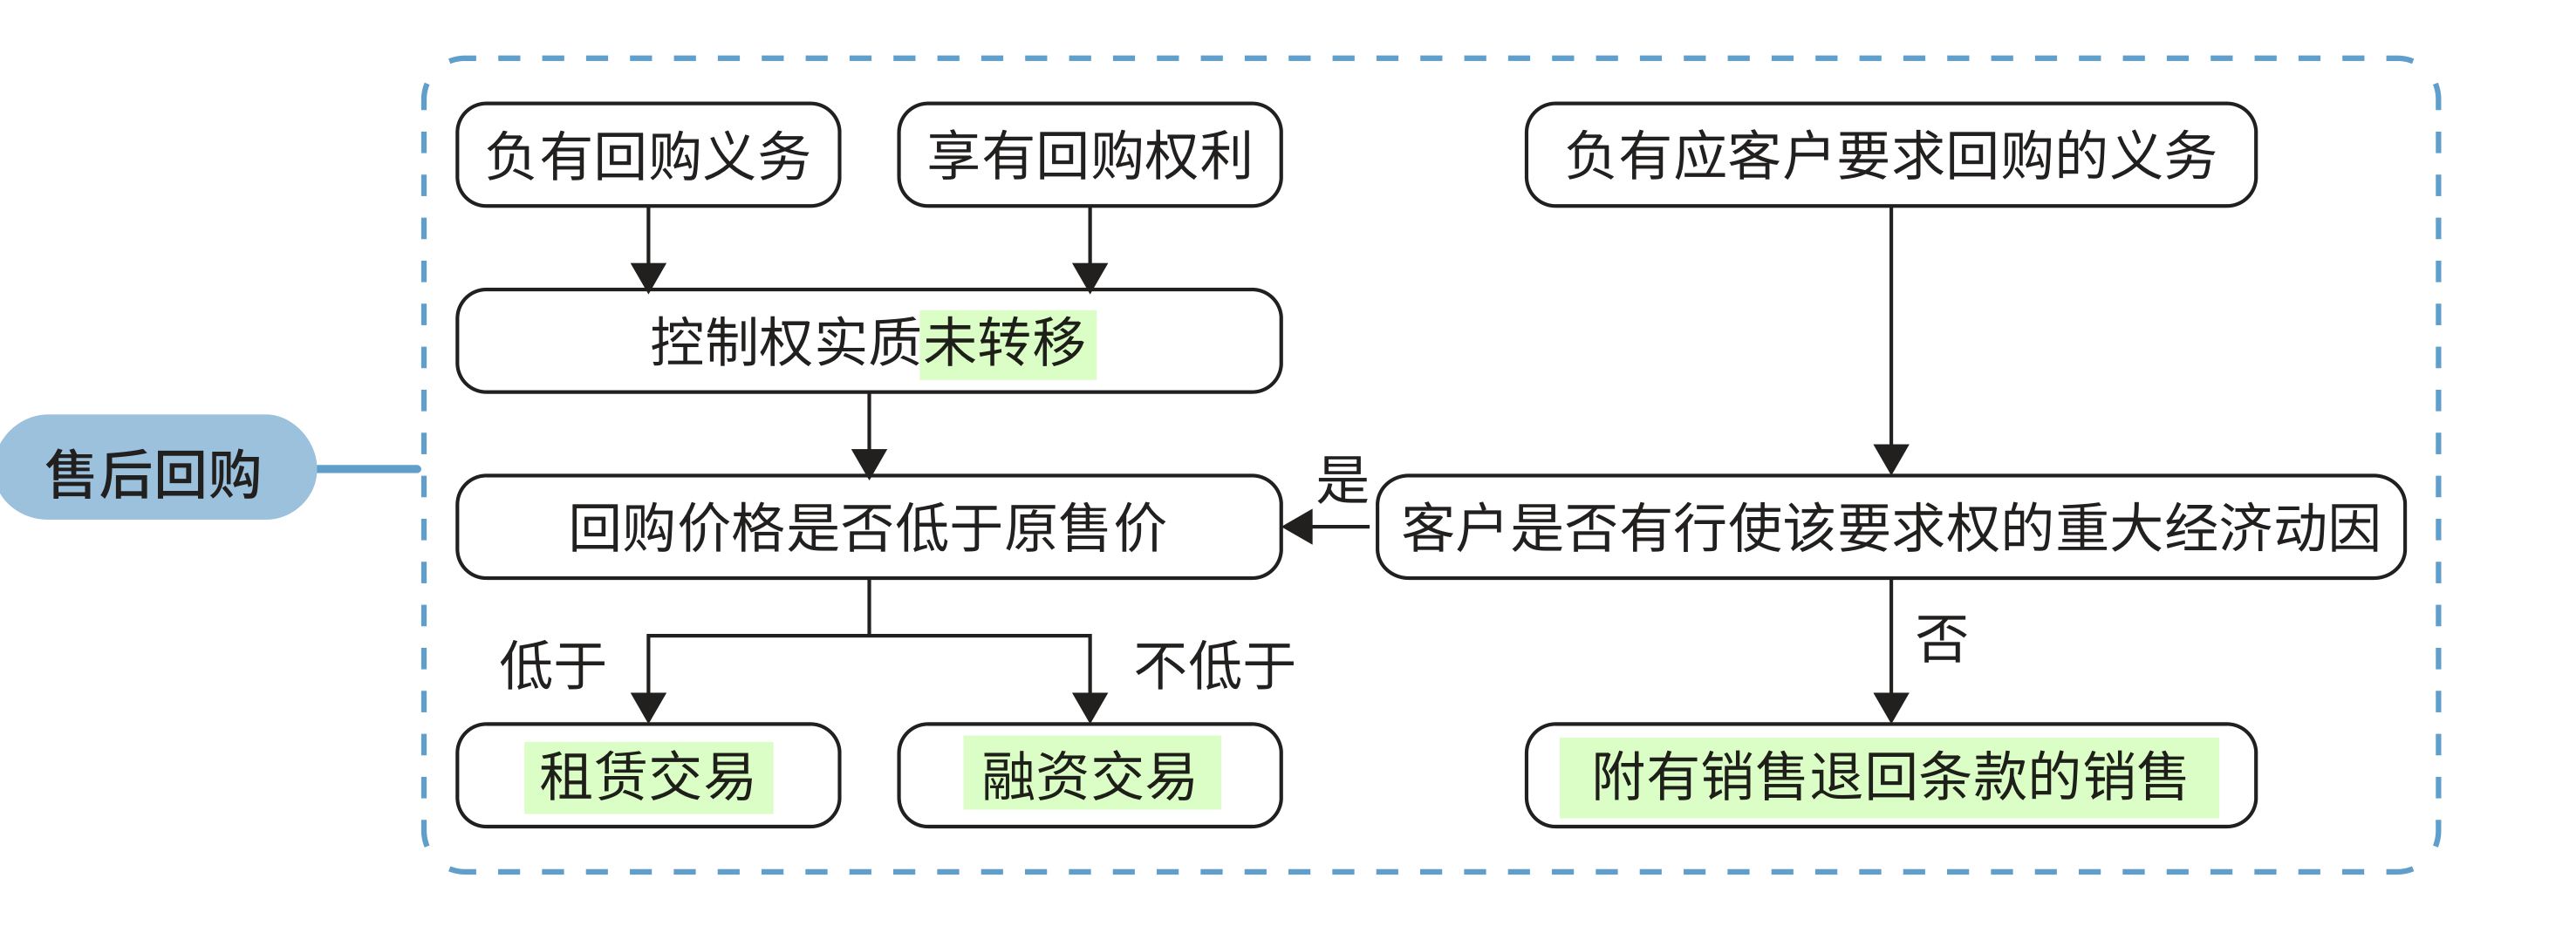 售后回购
负有回购义务
享有回购权利
负有应客户要求回购的义务
控制权实质未转移
回购价格是否低于原售价
是
客户是否有行使该要求权的重大经济动因
低于
不低于
否
租赁交易
融资交易
附有销售退回条款的销售